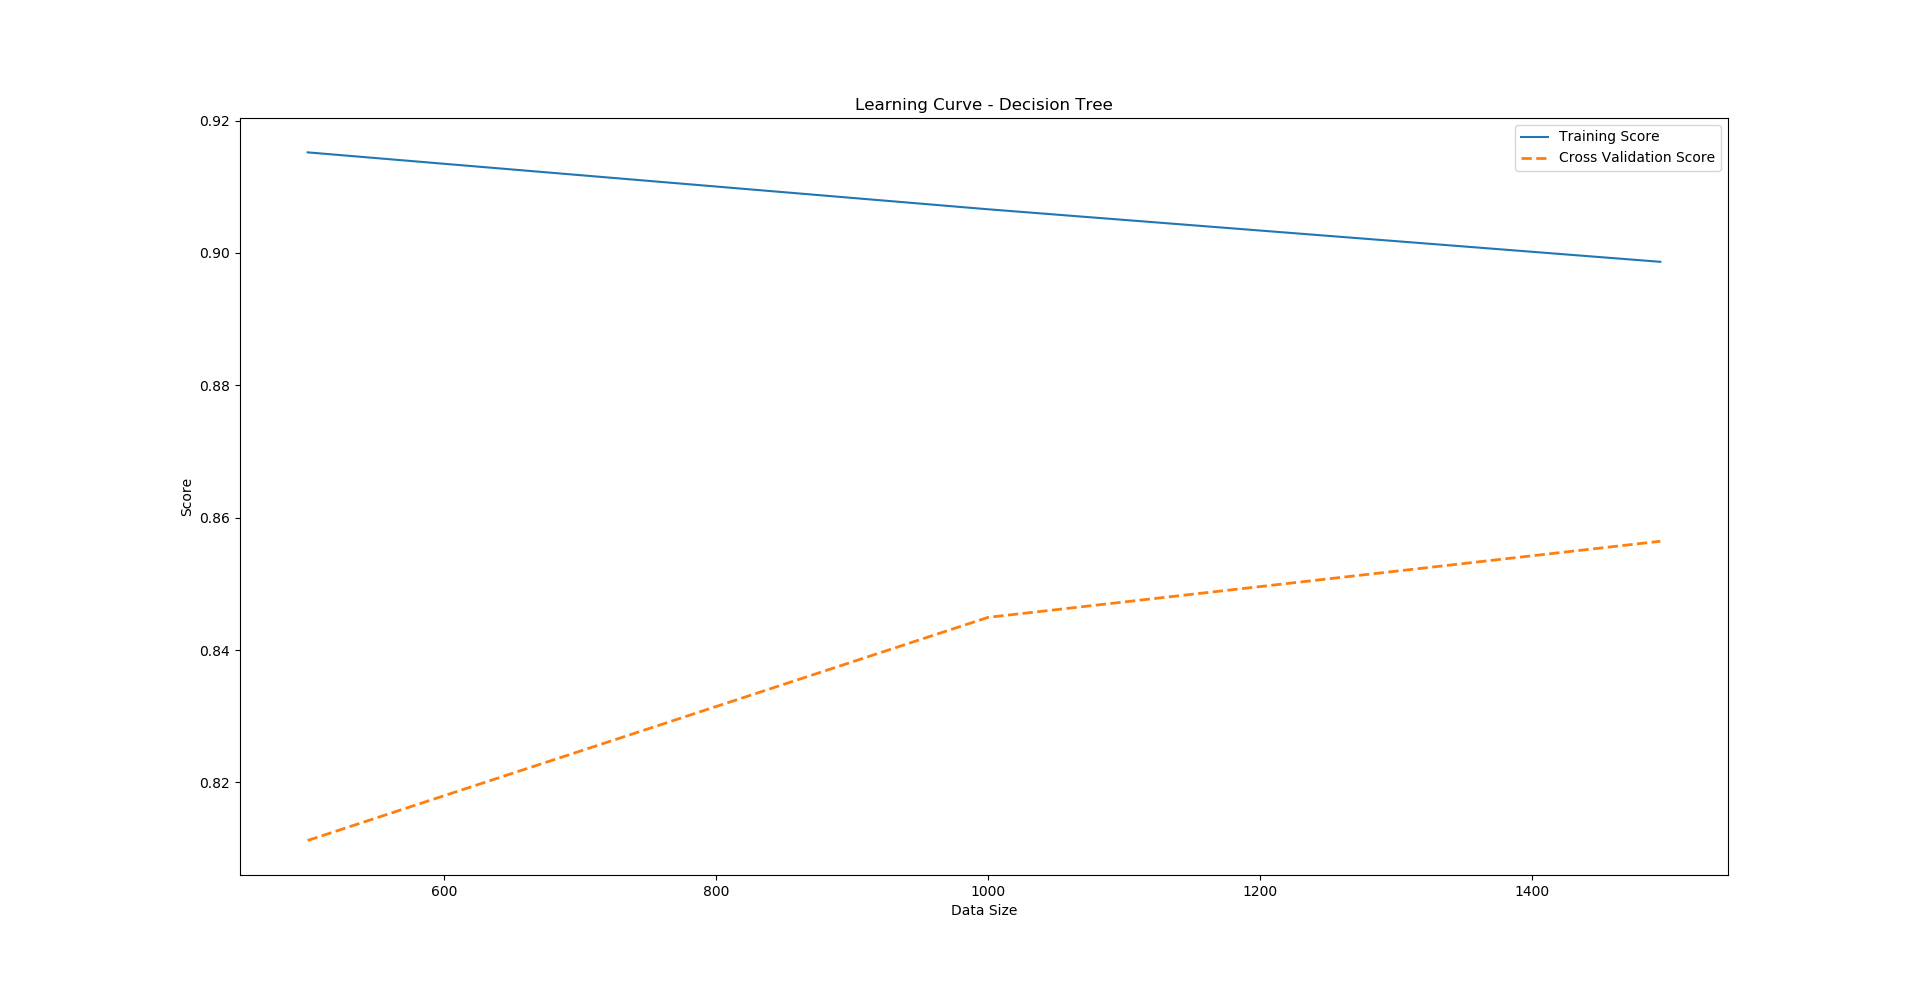 Learning Curve - Decision Tree
Training Score
Cross Validation Score
Score
0.92
0.90
0.88
0.86
0.84
0.82
600 800 1000 1200 1400
Data Size